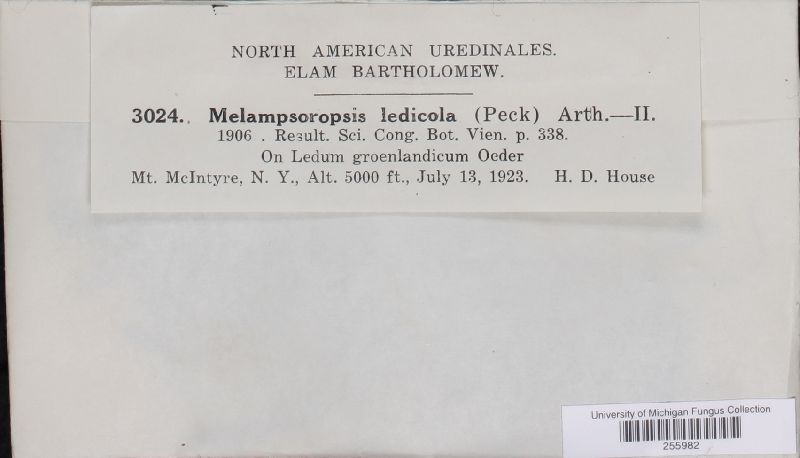 NORTH AMERICAN UREDINALES.
ELAM BARTHOLOMEW.
3024. Melampsoropsis ledicola (Peck) Arth.—II.
1906 . Result. Sci. Cong. Bot. Vien. p. 338.
On Ledum groenlandicum Oeder
Mt. McIntyre, N. Y., Alt. 5000 ft., July 13, 1923. H. D. House
University of Michigan Fungus Collection
255982